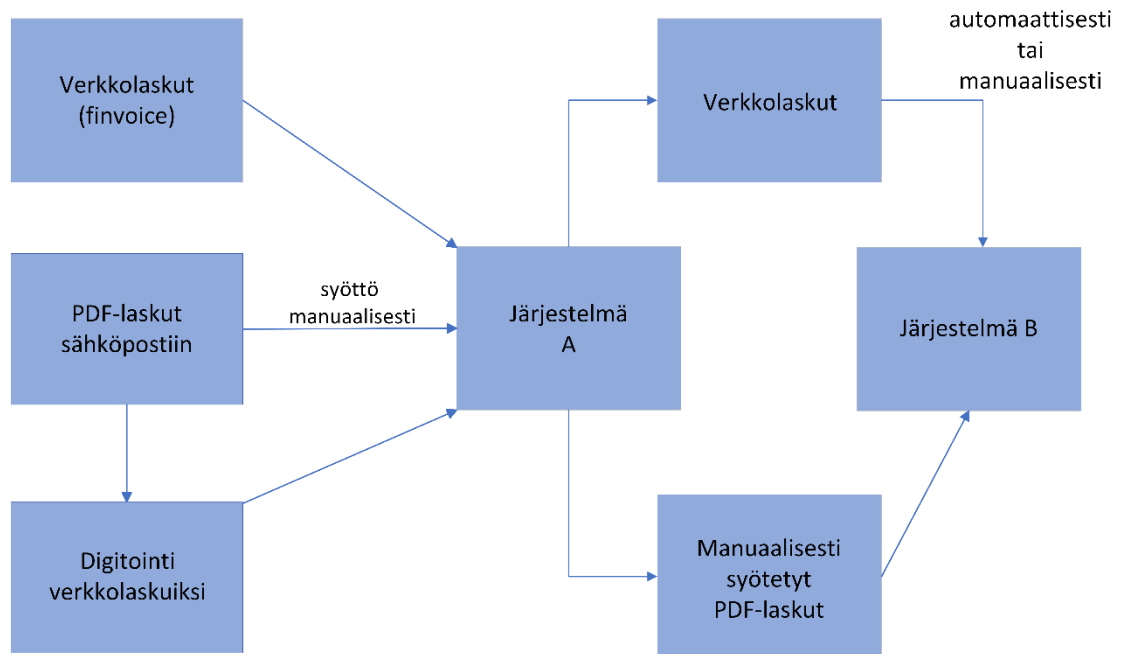 Verkkolaskut
(finvoice)
PDF-laskut
sähköpostiin
Digitointi
verkkolaskuiksi
syöttö
manuaalisesti
Järjestelmä
A
Verkkolaskut
automaattisesti
tai
manuaalisesti
Järjestelmä B
Manuaalisesti
syötetyt
PDF-laskut